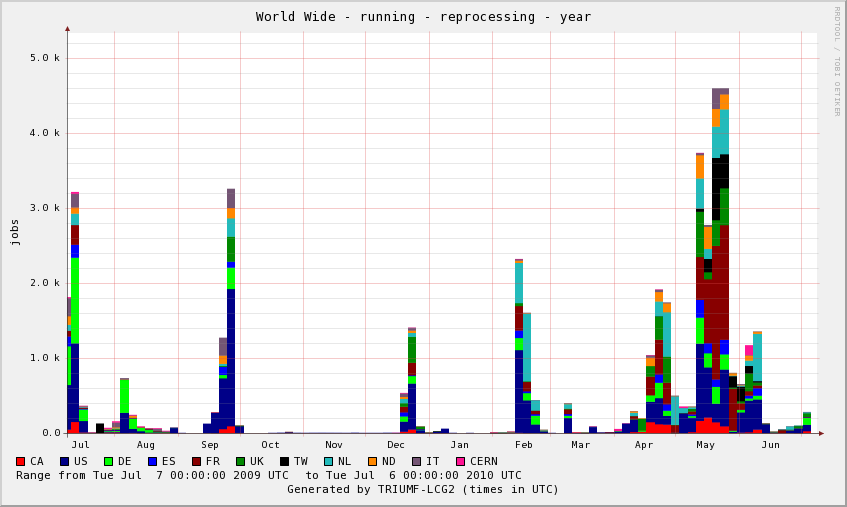 World Wide - running - reprocessing - year
RRDTOOL / TOBI OETIKER
jobs
5.0 k
4.0 k
3.0 k
2.0 k
1.0 k
0.0
Jul Aug Sep Oct Nov Dec Jan Feb Mar Apr May Jun
CA US DE ES FR UK TW NL ND IT CERN
Range from Tue Jul 7 00:00:00 2009 UTC to Tue Jul 6 00:00:00 2010 UTC
Generated by TRIUMF-LCG2 (times in UTC)